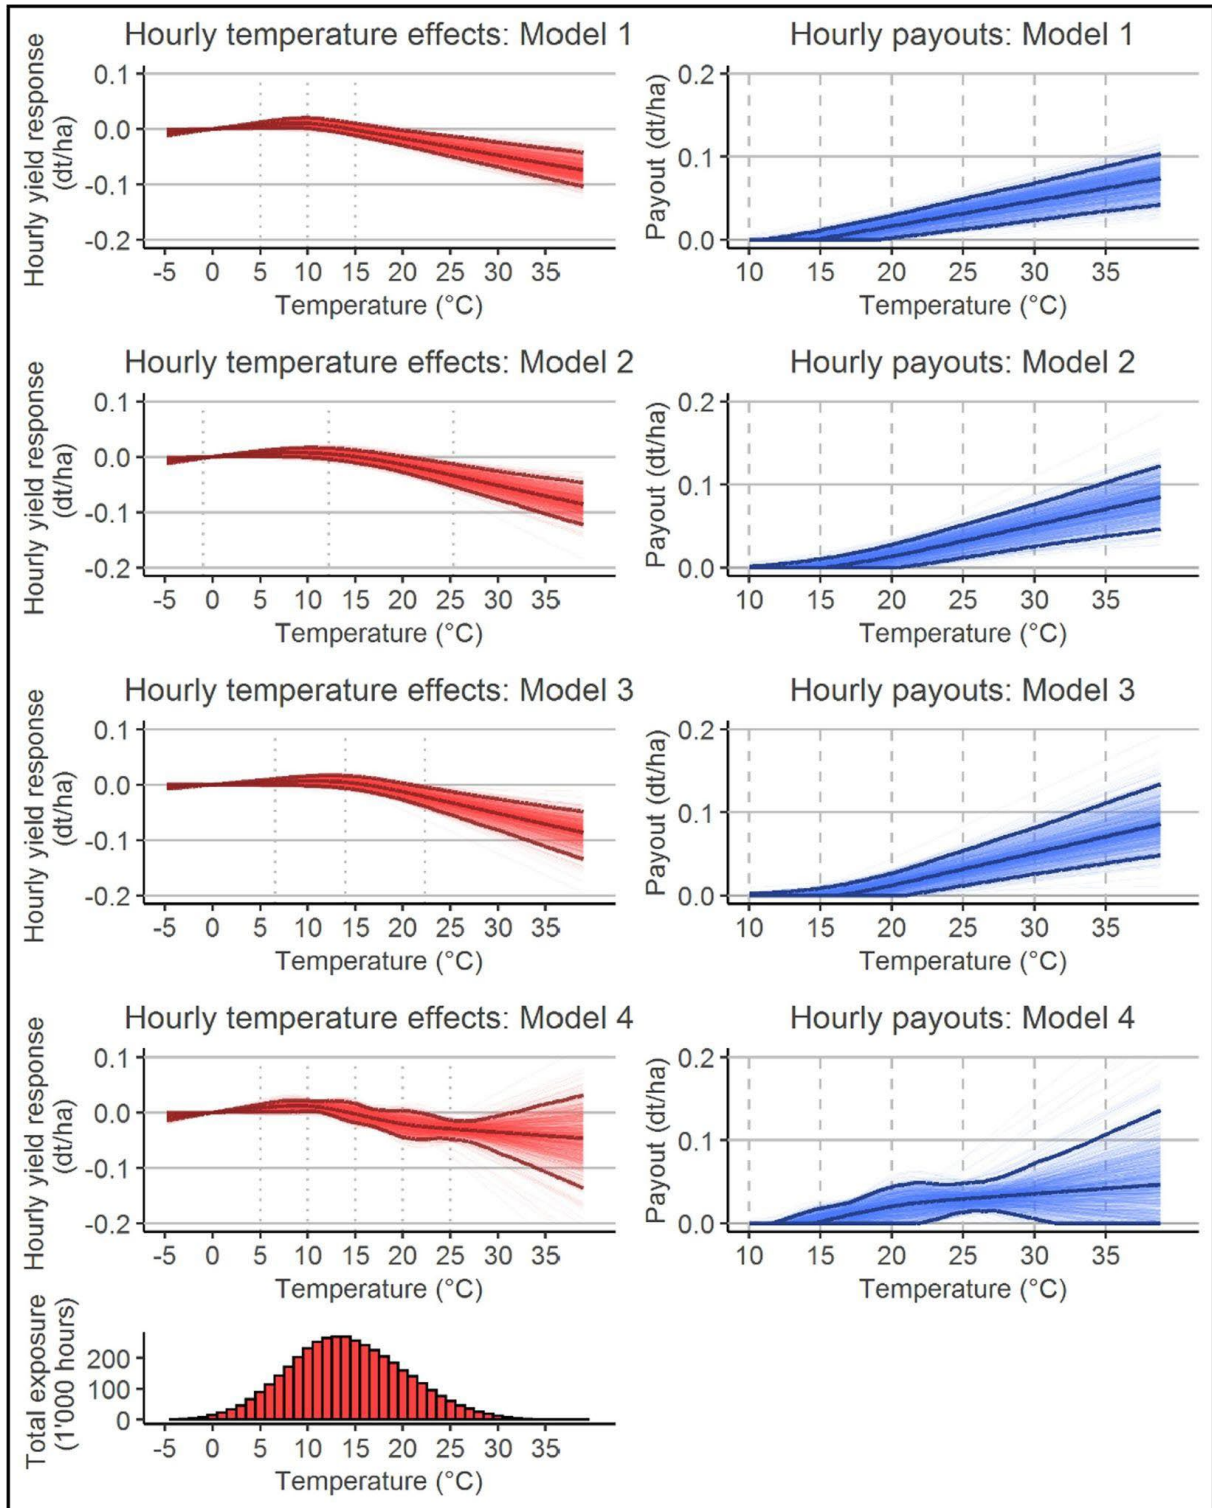 Hourly temperature effects: Model 1
Hourly yield response
(dt/ha)
0.1
0.0
-0.1
-0.2
-5 0 5 10 15 20 25 30 35
Temperature (°C)
Hourly payouts: Model 1
Payout (dt/ha)
0.2
0.1
0.0
10 15 20 25 30 35
Temperature (°C)
Hourly temperature effects: Model 2
Hourly yield response
(dt/ha)
0.1
0.0
-0.1
-0.2
-5 0 5 10 15 20 25 30 35
Temperature (°C)
Hourly payouts: Model 2
Payout (dt/ha)
0.2
0.1
0.0
10 15 20 25 30 35
Temperature (°C)
Hourly temperature effects: Model 3
Hourly yield response
(dt/ha)
0.1
0.0
-0.1
-0.2
-5 0 5 10 15 20 25 30 35
Temperature (°C)
Hourly payouts: Model 3
Payout (dt/ha)
0.2
0.1
0.0
10 15 20 25 30 35
Temperature (°C)
Hourly temperature effects: Model 4
Hourly yield response
(dt/ha)
0.1
0.0
-0.1
-0.2
-5 0 5 10 15 20 25 30 35
Temperature (°C)
Hourly payouts: Model 4
Payout (dt/ha)
0.2
0.1
0.0
10 15 20 25 30 35
Temperature (°C)
Total exposure
(1'000 hours)
200
100
0
-5 0 5 10 15 20 25 30 35
Temperature (°C)